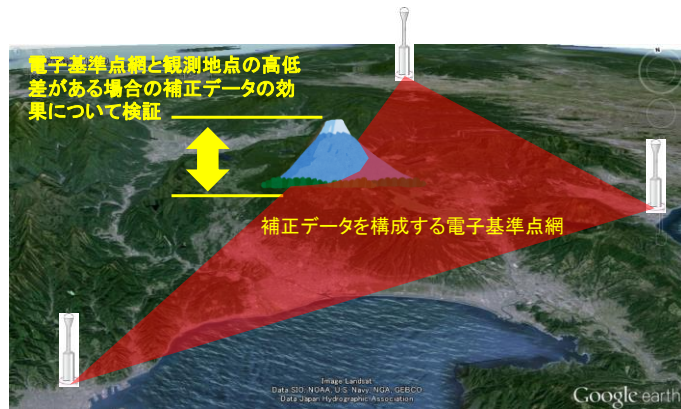 電子基準点網と観測地点の高低
差がある場合の補正データの効
果について検証
補正データを構成する電子基準点網
Image Landsat
Data SIO, NOAA, U.S. Navy, NGA, GEBCO
Data Japan Hydrographic Association
Google earth